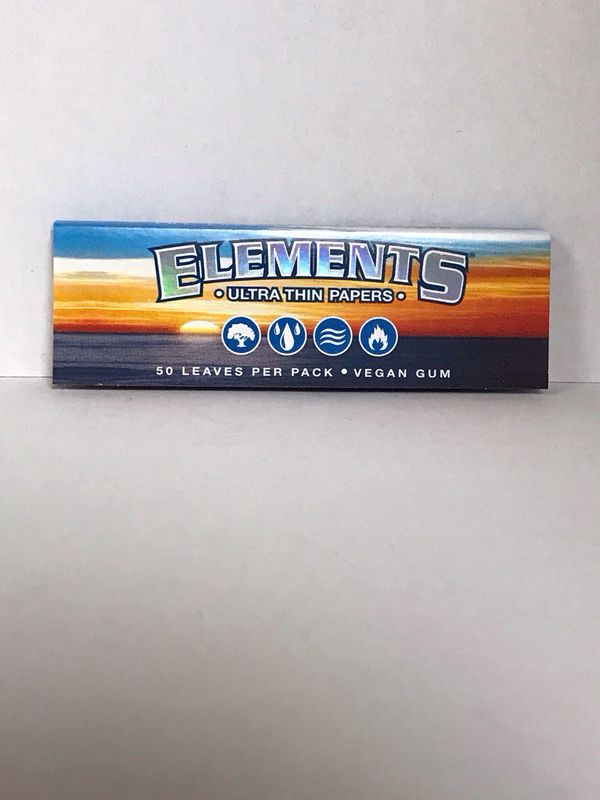 ELEMENTS
• ULTRA THIN PAPERS •
50 LEAVES PER PACK • VEGAN GUM